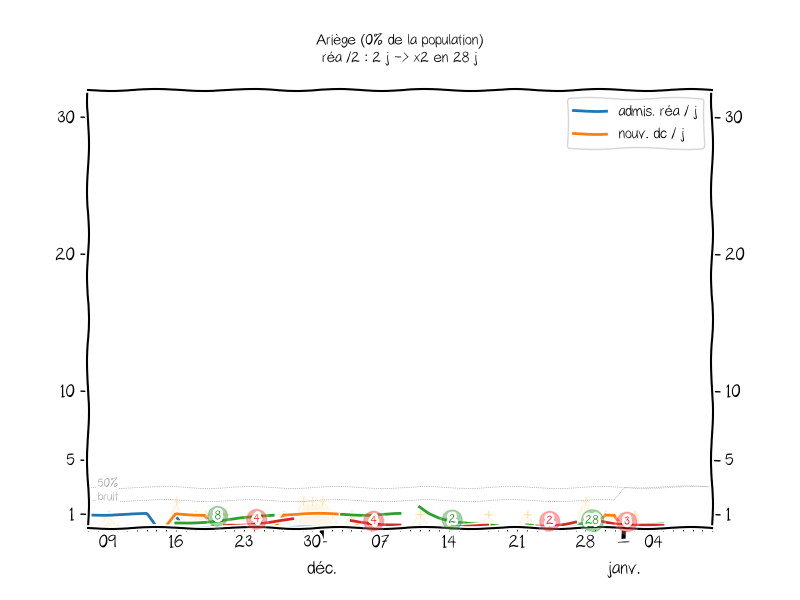 Ariège (0% de la population)
réa /2 : 2 j -> x2 en 28 j
admis. réa / j
nouv. dc / j
30 30
20 20
10 10
5 5
50%
bruit
1 1
8 4 4 2 2 28 3
09 16 23 30 07 14 21 28 04
déc. janv.